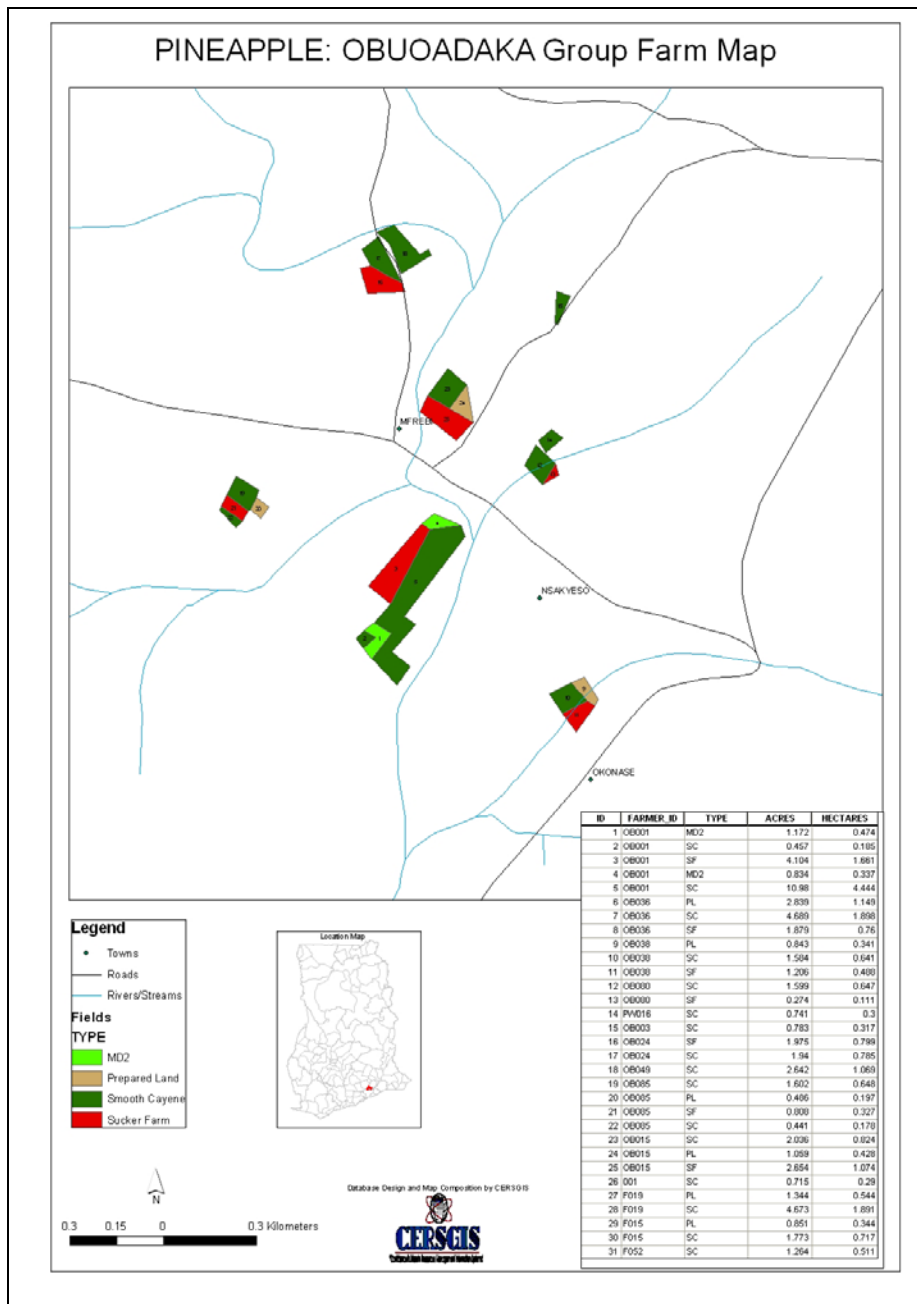 PINEAPPLE: OBUOADAKA Group Farm Map
MFREBI
NSAKYESO
OKONASE
ID FARMER_ID TYPE ACRES HECTARES
1 OB001 MD2 1.172 0.474
2 OB001 SC 0.457 0.185
3 OB001 SF 4.104 1.661
4 OB001 MD2 0.834 0.337
5 OB001 SC 10.98 4.444
6 OB036 PL 2.839 1.149
7 OB036 SC 4.689 1.898
8 OB036 SF 1.879 0.76
9 OB038 PL 0.843 0.341
10 OB038 SC 1.584 0.641
11 OB038 SF 1.206 0.488
12 OB080 SC 1.599 0.647
13 OB080 SF 0.274 0.111
14 PW016 SC 0.741 0.3
15 OB003 SC 0.783 0.317
16 OB024 SF 1.975 0.799
17 OB024 SC 1.94 0.785
18 OB049 SC 2.642 1.069
19 OB085 SC 1.602 0.648
20 OB085 PL 0.486 0.197
21 OB085 SF 0.808 0.327
22 OB085 SC 0.441 0.178
23 OB015 SC 2.036 0.824
24 OB015 PL 1.059 0.428
25 OB015 SF 2.654 1.074
26 001 SC 0.715 0.29
27 F019 PL 1.344 0.544
28 F019 SC 4.673 1.891
29 F015 PL 0.851 0.344
30 F015 SC 1.773 0.717
31 F052 SC 1.264 0.511
Legend
Towns
Roads
Rivers/Streams
Fields
TYPE
MD2
Prepared Land
Smooth Cayene
Sucker Farm
Location Map
N
0.3 0.15 0 0.3 Kilometers
Database Design and Map Composition by CERSGIS
CERSGIS